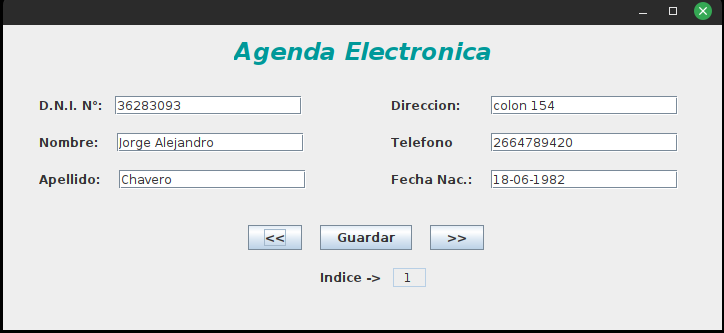 Agenda Electronica
D.N.I. N°: 36283093 Direccion: colon 154
Nombre: Jorge Alejandro Telefono 2664789420
Apellido: Chavero Fecha Nac.: 18-06-1982
<< Guardar >>
Indice -> 1